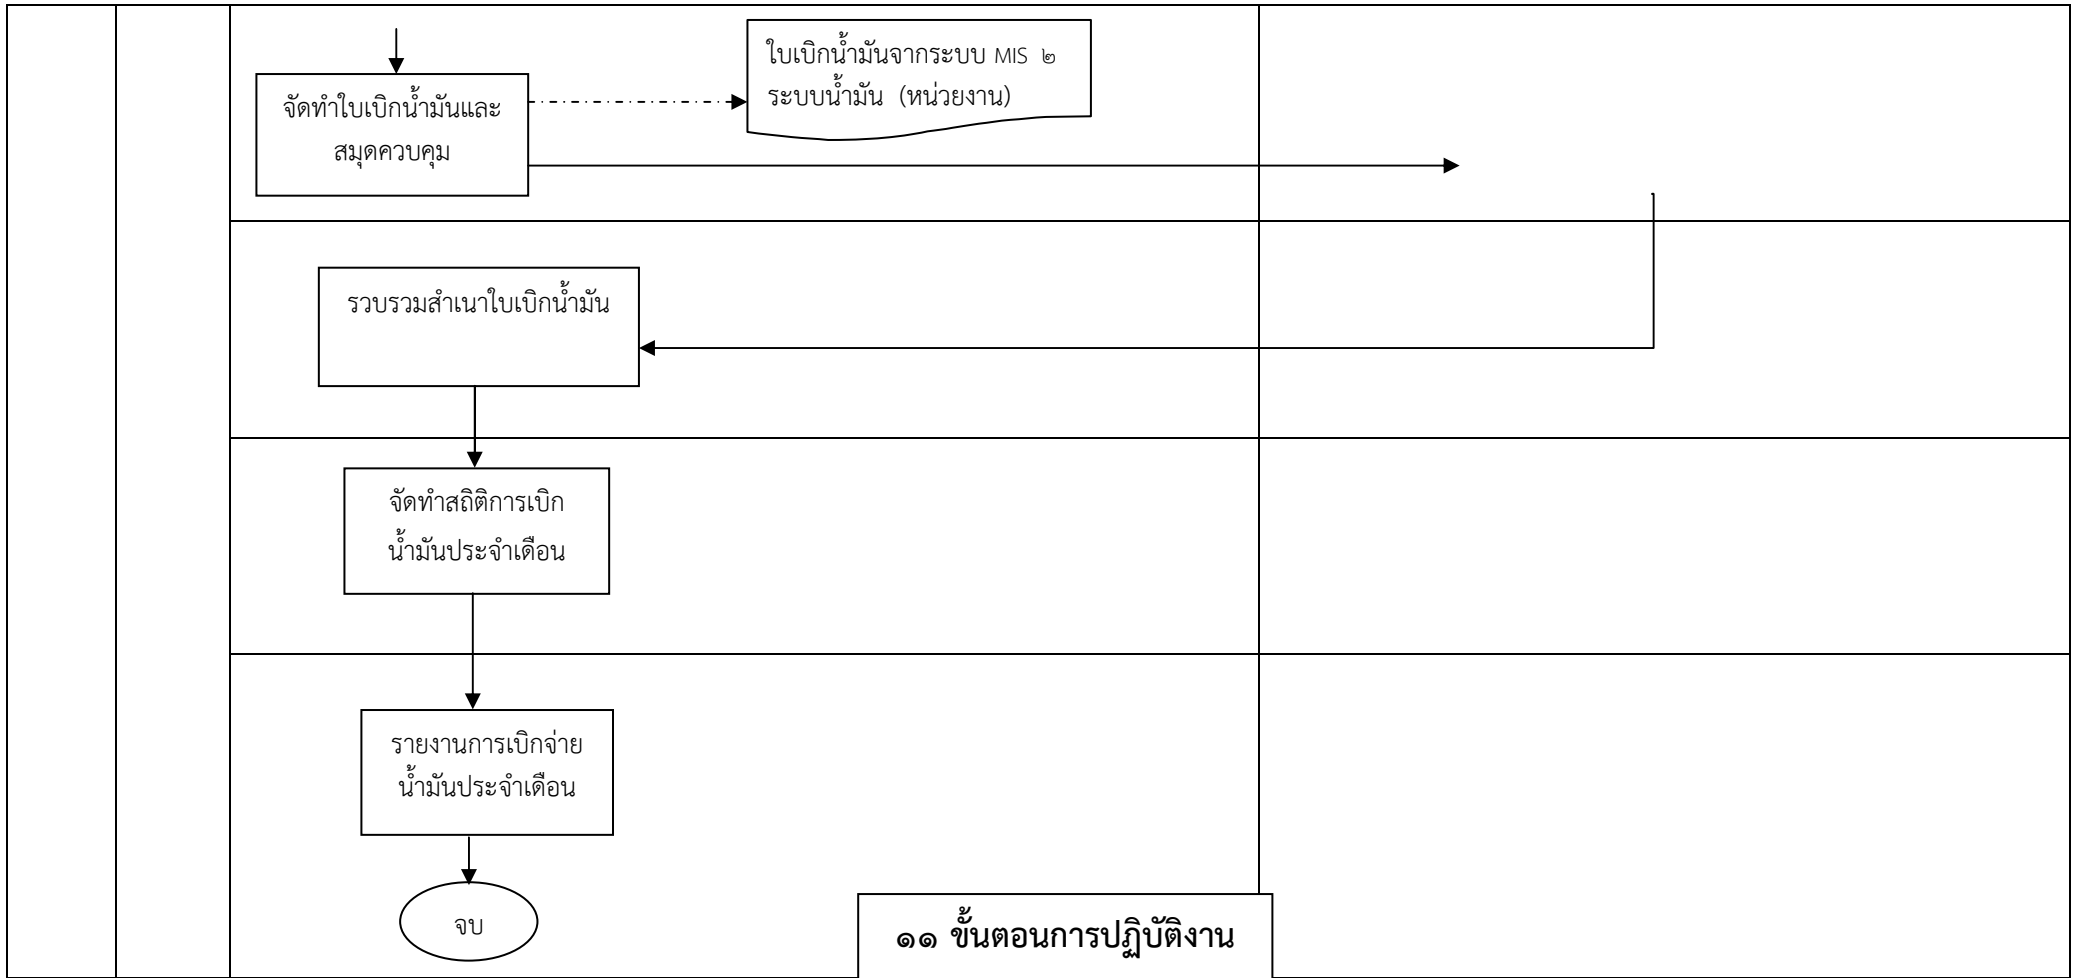 จัดทำใบเบิกน้ำมันและ
สมุดควบคุม
ใบเบิกน้ำมันจากระบบ MIS ๒
ระบบน้ำมัน (หน่วยงาน)
รวบรวมสำเนาใบเบิกน้ำมัน
จัดทำสถิติการเบิก
น้ำมันประจำเดือน
รายงานการเบิกจ่าย
น้ำมันประจำเดือน
จบ
๑๑ ขั้นตอนการปฏิบัติงาน